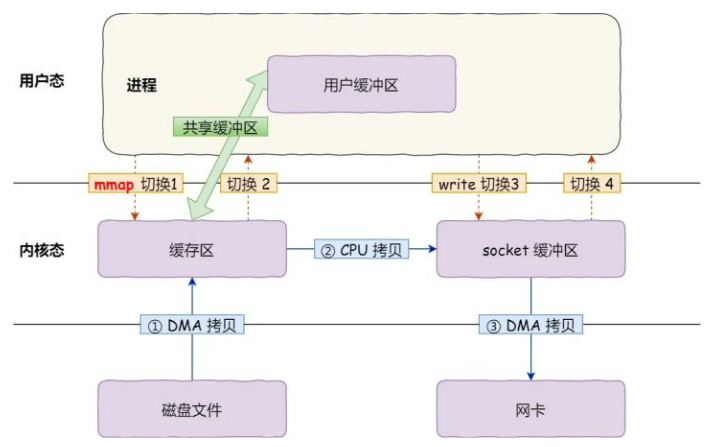 用户态
进程
用户缓冲区
共享缓冲区
mmap 切换1
切换 2
write 切换3
切换 4
内核态
缓存区
② CPU 拷贝
socket 缓冲区
① DMA 拷贝
③ DMA 拷贝
磁盘文件
网卡